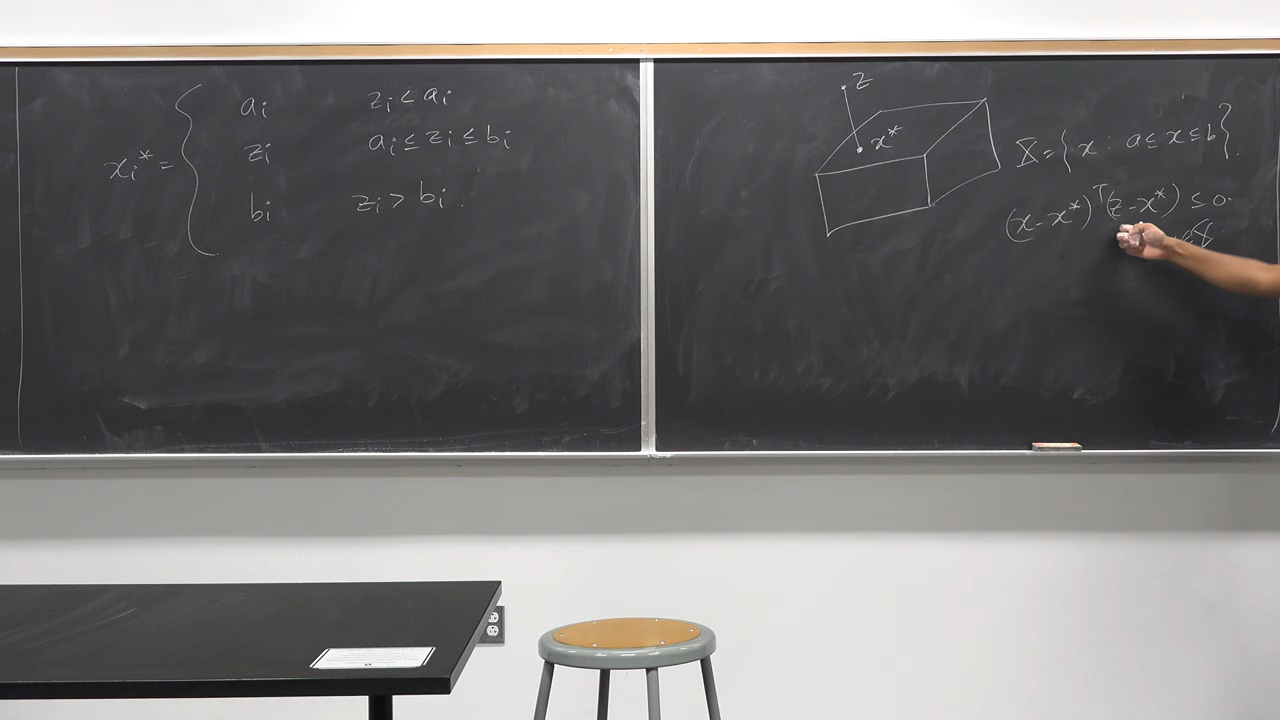 xᵢ* = { aᵢ zᵢ < aᵢ
zᵢ aᵢ ≤ zᵢ ≤ bᵢ
bᵢ zᵢ > bᵢ .
z
x*
X = { x : a ≤ x ≤ b } .
(x - x*)ᵀ (z - x*) ≤ 0 .